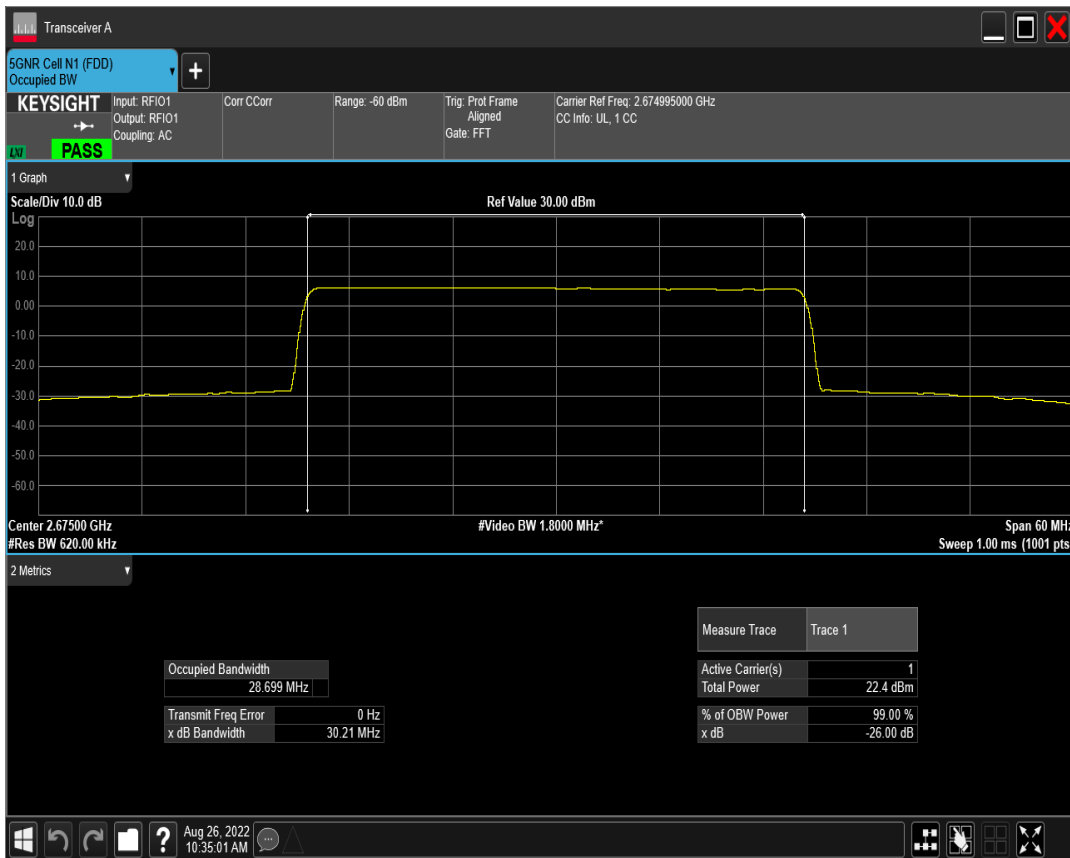 Transceiver A
5GNR Cell N1 (FDD)
Occupied BW
+
KEYSIGHT
LXI
PASS
Input: RFIO1
Output: RFIO1
Coupling: AC
Corr CCorr
Range: -60 dBm
Trig: Prot Frame
Aligned
Gate: FFT
Carrier Ref Freq: 2.674995000 GHz
CC Info: UL, 1 CC
1 Graph
Scale/Div 10.0 dB
Ref Value 30.00 dBm
Log
20.0
10.0
0.00
-10.0
-20.0
-30.0
-40.0
-50.0
-60.0
Center 2.67500 GHz
#Video BW 1.8000 MHz*
Span 60 MHz
#Res BW 620.00 kHz
Sweep 1.00 ms (1001 pts
2 Metrics
Measure Trace Trace 1
Occupied Bandwidth
28.699 MHz
Active Carrier(s) 1
Total Power 22.4 dBm
Transmit Freq Error 0 Hz
x dB Bandwidth 30.21 MHz
% of OBW Power 99.00 %
x dB -26.00 dB
?
Aug 26, 2022
10:35:01 AM